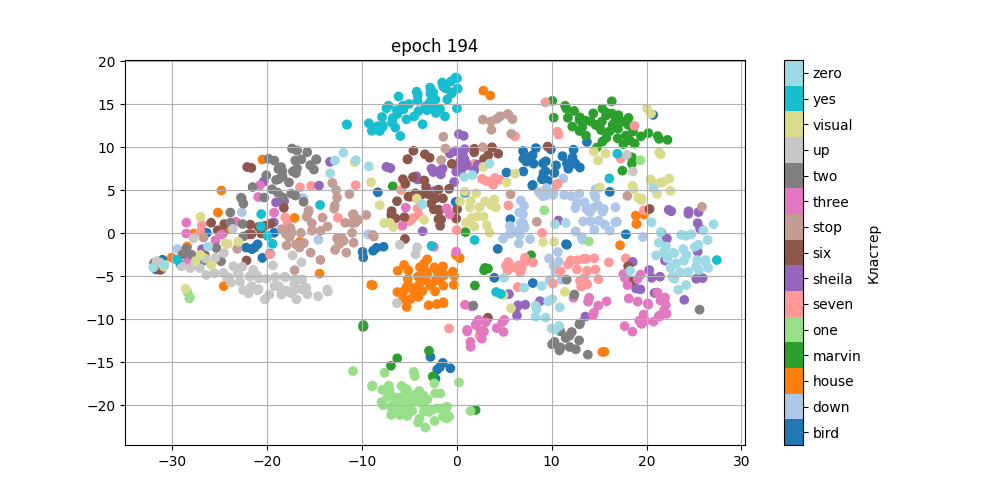 epoch 194
20
15
10
5
0
−5
−10
−15
−20
−30
−20
−10
0
10
20
30
zero
yes
visual
up
two
three
stop
six
sheila
seven
one
marvin
house
down
bird
Кластер